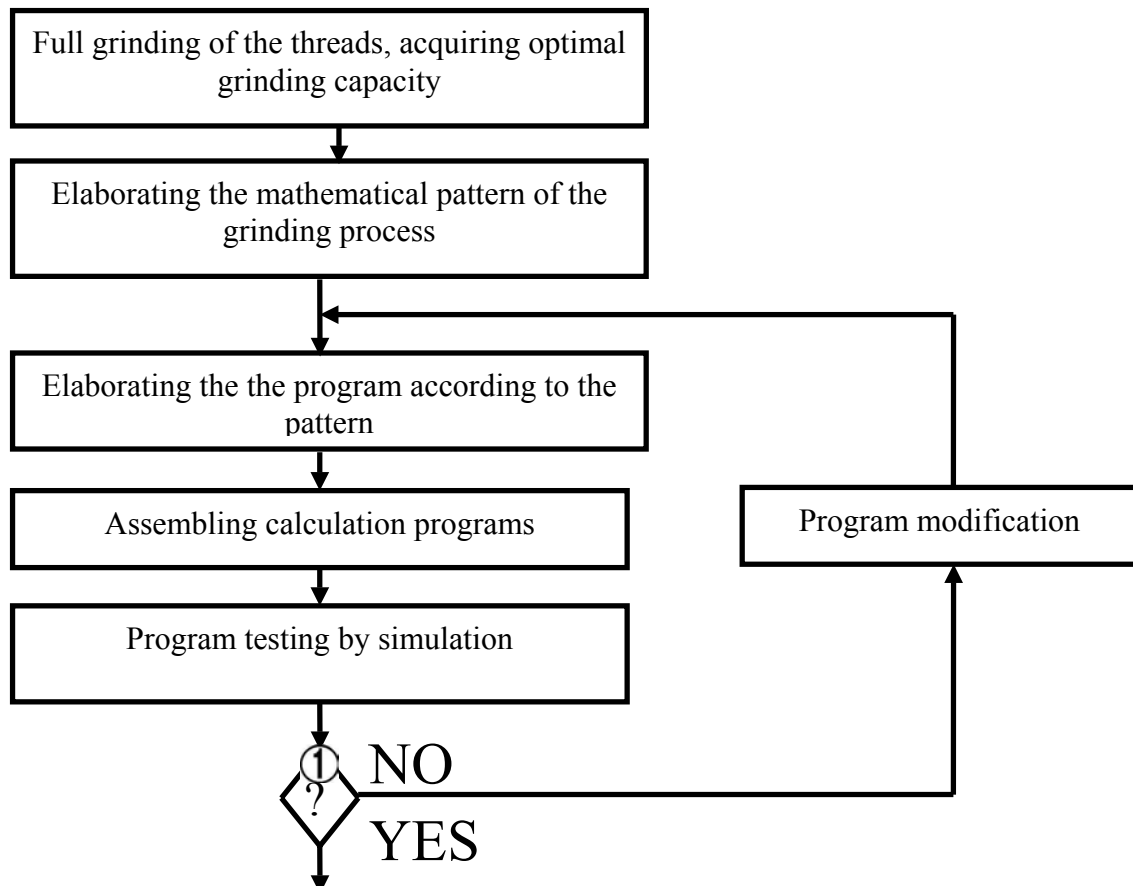 Full grinding of the threads, acquiring optimal
grinding capacity
Elaborating the mathematical pattern of the
grinding process
Elaborating the the program according to the
pattern
Assembling calculation programs
Program modification
Program testing by simulation
①
NO
?
YES